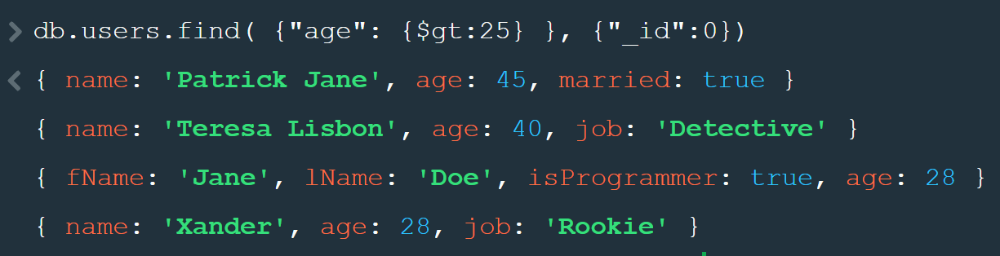 > db.users.find( {"age": {$gt:25} }, {"_id":0})
< { name: 'Patrick Jane', age: 45, married: true }
{ name: 'Teresa Lisbon', age: 40, job: 'Detective' }
{ fName: 'Jane', lName: 'Doe', isProgrammer: true, age: 28 }
{ name: 'Xander', age: 28, job: 'Rookie' }